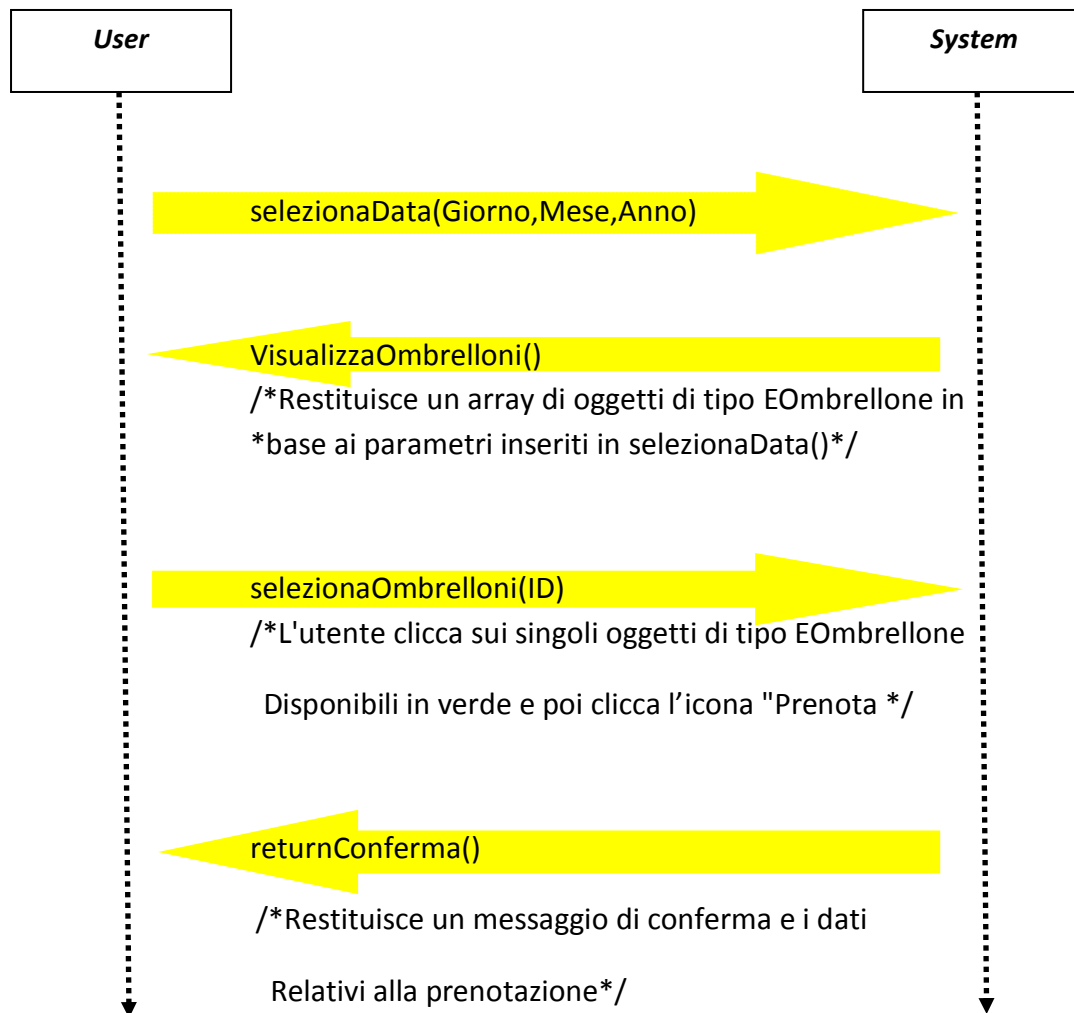 User
System
selezionaData(Giorno,Mese,Anno)
VisualizzaOmbrelloni()
/*Restituisce un array di oggetti di tipo EOmbrellone in
*base ai parametri inseriti in selezionaData()*/
selezionaOmbrelloni(ID)
/*L'utente clicca sui singoli oggetti di tipo EOmbrellone
Disponibili in verde e poi clicca l’icona "Prenota */
returnConferma()
/*Restituisce un messaggio di conferma e i dati
Relativi alla prenotazione*/